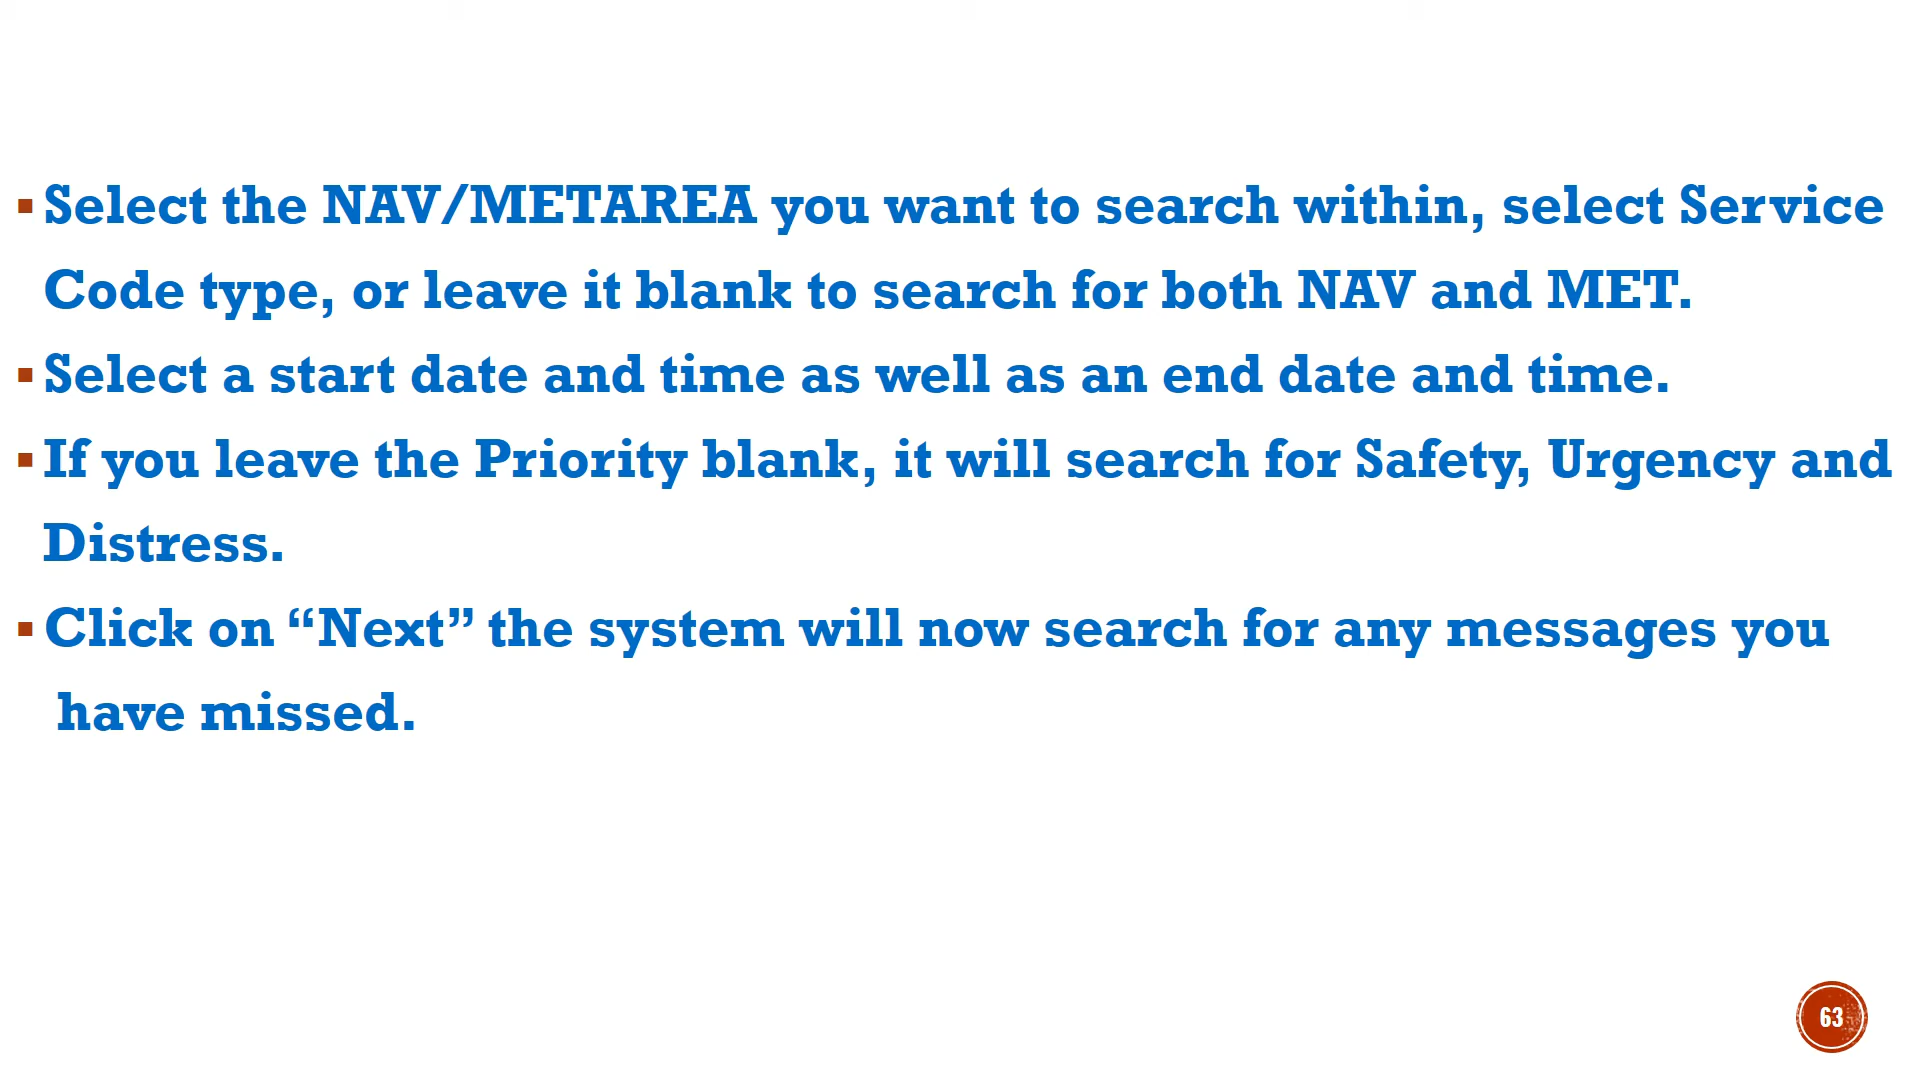 ▪Select the NAV/METAREA you want to search within, select Service
Code type, or leave it blank to search for both NAV and MET.
▪Select a start date and time as well as an end date and time.
▪If you leave the Priority blank, it will search for Safety, Urgency and
Distress.
▪Click on “Next” the system will now search for any messages you
have missed.
63